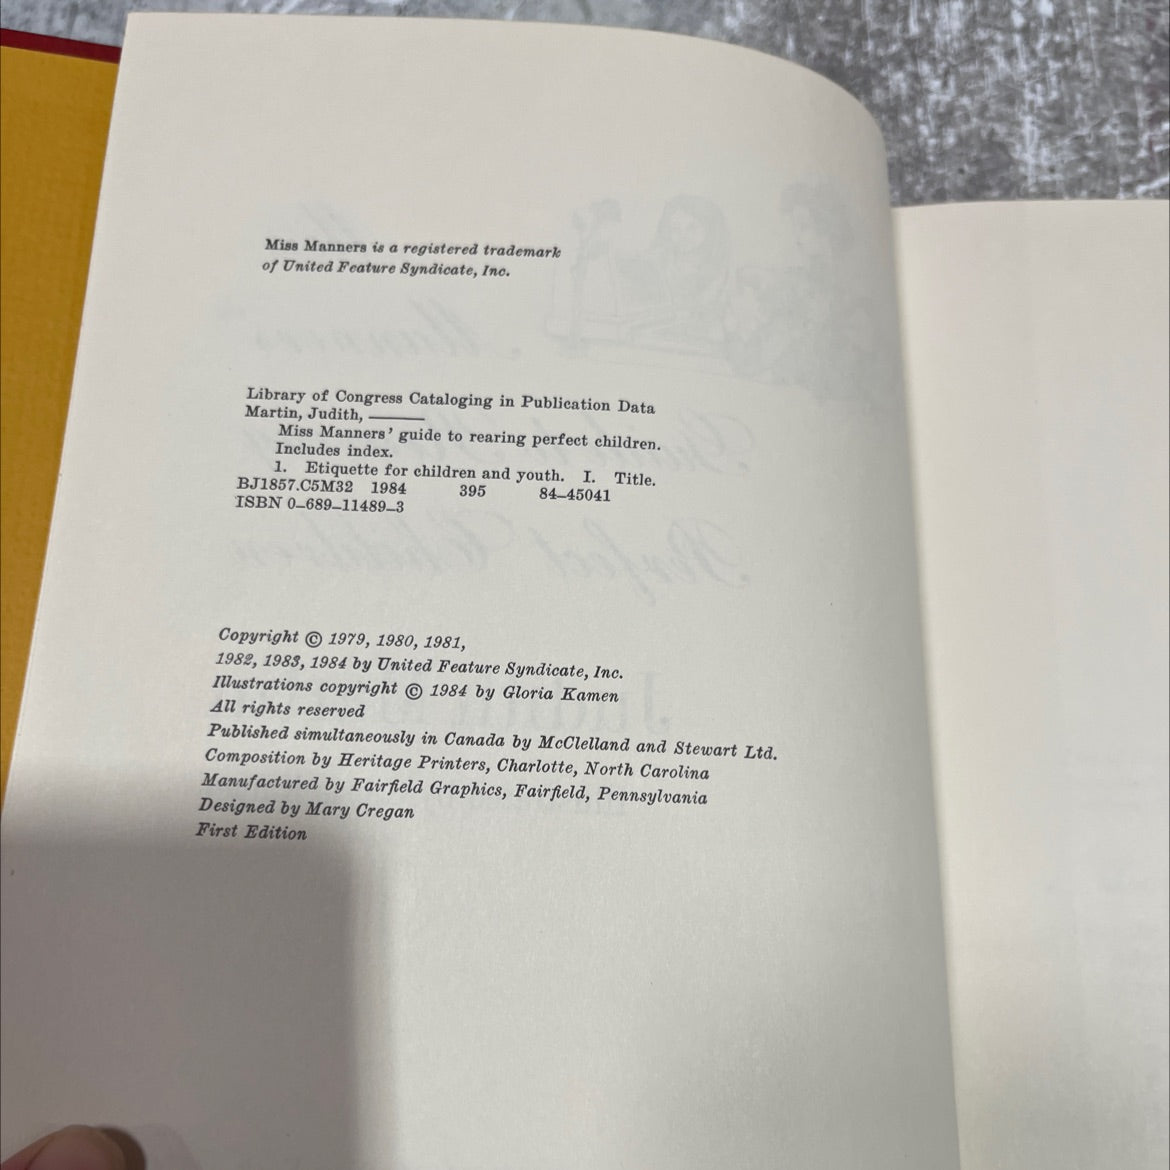 Miss Manners is a registered trademark
of United Feature Syndicate, Inc.
Library of Congress Cataloging in Publication Data
Martin, Judith, ———
Miss Manners' guide to rearing perfect children.
Includes index.
1. Etiquette for children and youth. I. Title.
BJ1857.C5M32 1984 395 84–45041
ISBN 0–689–11489–3
Copyright © 1979, 1980, 1981,
1982, 1983, 1984 by United Feature Syndicate, Inc.
Illustrations copyright © 1984 by Gloria Kamen
All rights reserved
Published simultaneously in Canada by McClelland and Stewart Ltd.
Composition by Heritage Printers, Charlotte, North Carolina
Manufactured by Fairfield Graphics, Fairfield, Pennsylvania
Designed by Mary Cregan
First Edition